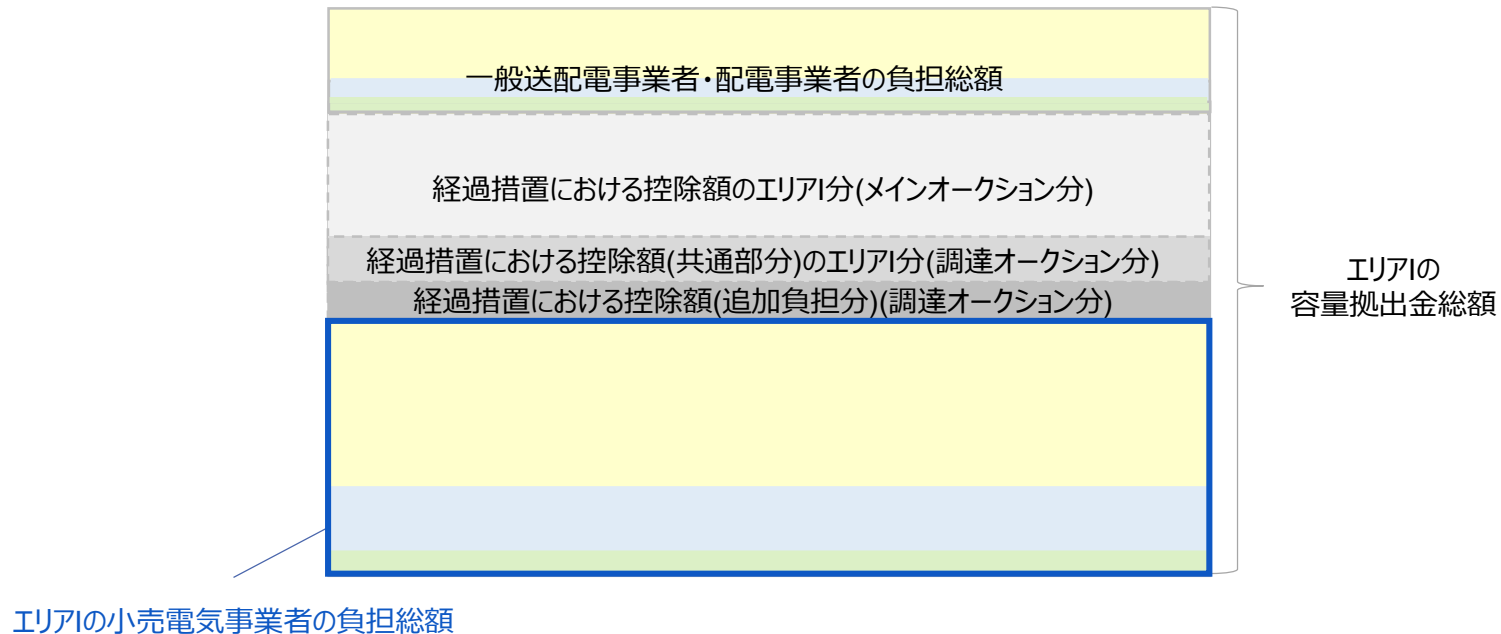 一般送配電事業者・配電事業者の負担総額
経過措置における控除額のエリアI分(メインオークション分)
経過措置における控除額(共通部分)のエリアI分(調達オークション分)
経過措置における控除額(追加負担分)(調達オークション分)
エリアIの
容量拠出金総額
エリアIの小売電気事業者の負担総額